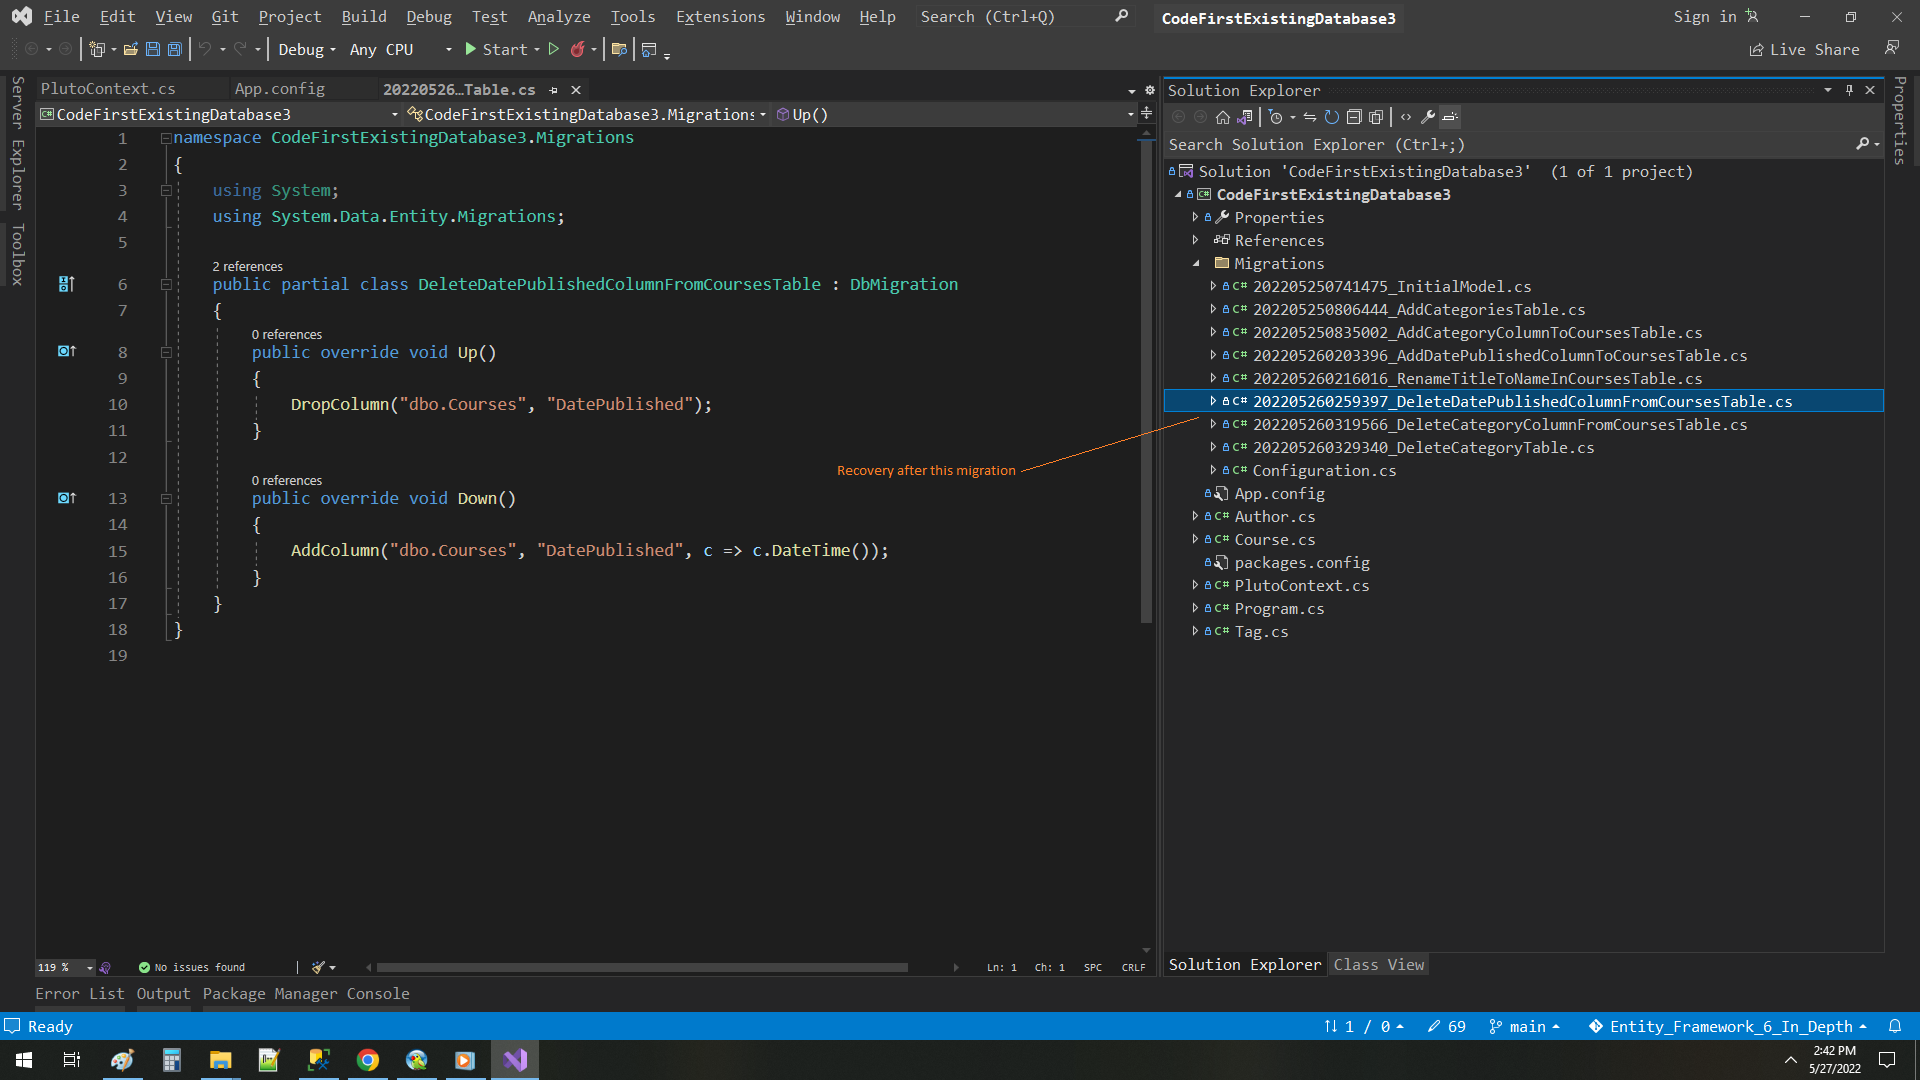 File Edit View Git Project Build Debug Test Analyze Tools Extensions Window Help Search (Ctrl+Q) CodeFirstExistingDatabase3 Sign in
Debug Any CPU Start Live Share
Server Explorer
Toolbox
PlutoContext.cs App.config 20220526…Table.cs
CodeFirstExistingDatabase3 CodeFirstExistingDatabase3.Migrations Up()
1 namespace CodeFirstExistingDatabase3.Migrations
2 {
3 using System;
4 using System.Data.Entity.Migrations;
5
2 references
6 public partial class DeleteDatePublishedColumnFromCoursesTable : DbMigration
7 {
0 references
8 public override void Up()
9 {
10 DropColumn("dbo.Courses", "DatePublished");
11 }
12
0 references
13 public override void Down()
14 {
15 AddColumn("dbo.Courses", "DatePublished", c => c.DateTime());
16 }
17 }
18 }
19
Recovery after this migration
119 % No issues found Ln: 1 Ch: 1 SPC CRLF
Solution Explorer
Search Solution Explorer (Ctrl+;)
Solution 'CodeFirstExistingDatabase3' (1 of 1 project)
C# CodeFirstExistingDatabase3
Properties
References
Migrations
C# 202205250741475_InitialModel.cs
C# 202205250806444_AddCategoriesTable.cs
C# 202205250835002_AddCategoryColumnToCoursesTable.cs
C# 202205260203396_AddDatePublishedColumnToCoursesTable.cs
C# 202205260216016_RenameTitleToNameInCoursesTable.cs
C# 202205260259397_DeleteDatePublishedColumnFromCoursesTable.cs
C# 202205260319566_DeleteCategoryColumnFromCoursesTable.cs
C# 202205260329340_DeleteCategoryTable.cs
C# Configuration.cs
App.config
C# Author.cs
C# Course.cs
packages.config
C# PlutoContext.cs
C# Program.cs
C# Tag.cs
Solution Explorer Class View
Properties
Error List Output Package Manager Console
Ready 1 / 0 69 main Entity_Framework_6_In_Depth
2:42 PM
5/27/2022